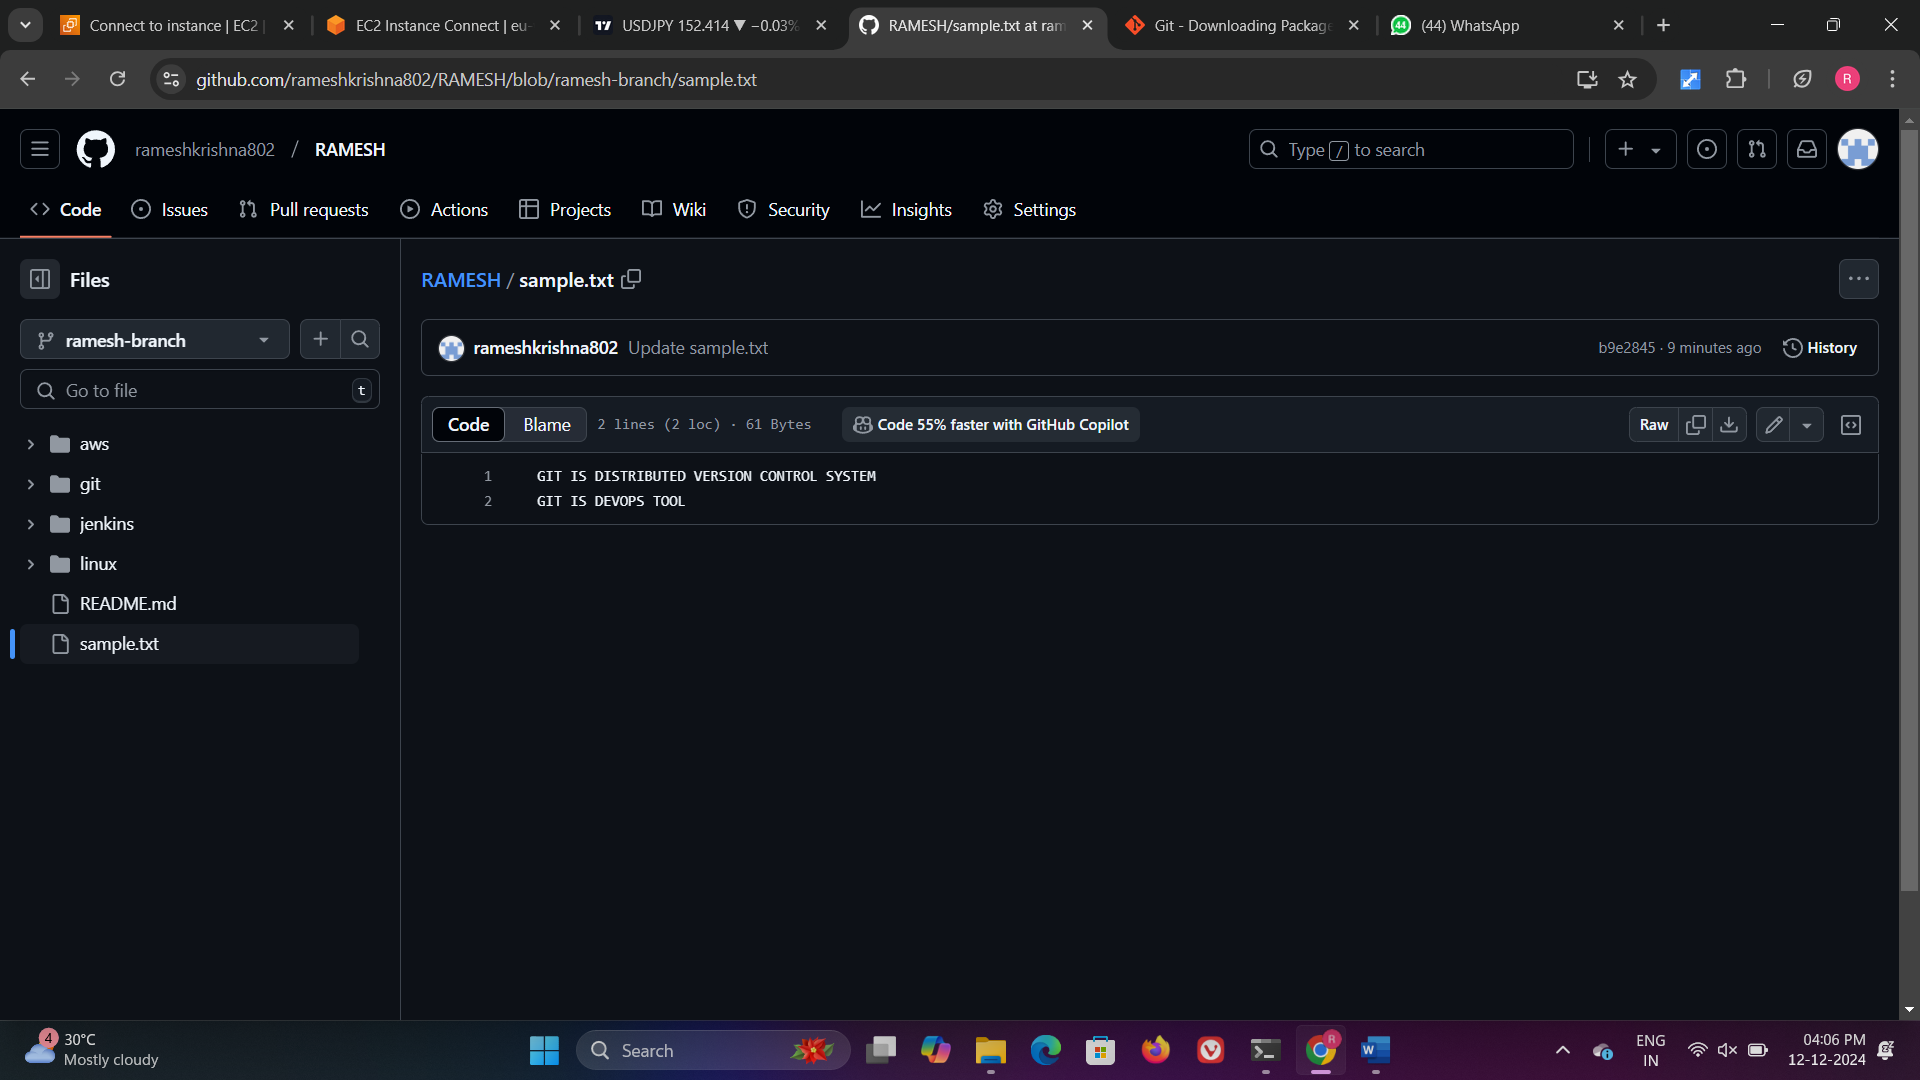 Connect to instance | EC2 |
EC2 Instance Connect | eu-
USDJPY 152.414 ▼ −0.03%
RAMESH/sample.txt at ram
Git - Downloading Package
44
(44) WhatsApp
github.com/rameshkrishna802/RAMESH/blob/ramesh-branch/sample.txt
R
rameshkrishna802 / RAMESH
Type / to search
Code
Issues
Pull requests
Actions
Projects
Wiki
Security
Insights
Settings
Files
ramesh-branch
Go to file
t
aws
git
jenkins
linux
README.md
sample.txt
RAMESH / sample.txt
rameshkrishna802 Update sample.txt
b9e2845 · 9 minutes ago
History
Code
Blame
2 lines (2 loc) · 61 Bytes
Code 55% faster with GitHub Copilot
Raw
1 GIT IS DISTRIBUTED VERSION CONTROL SYSTEM
2 GIT IS DEVOPS TOOL
4
30°C
Mostly cloudy
Search
R
W
ENG
IN
04:06 PM
12-12-2024